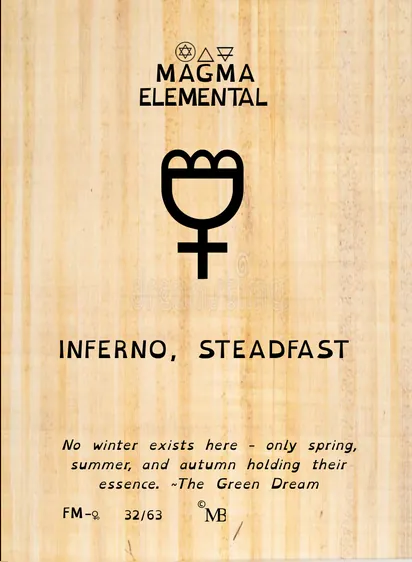 MAGMA
ELEMENTAL
INFERNO, STEADFAST
No winter exists here - only spring,
summer, and autumn holding their
essence. ~The Green Dream
FM-♀ 32/63 © MB